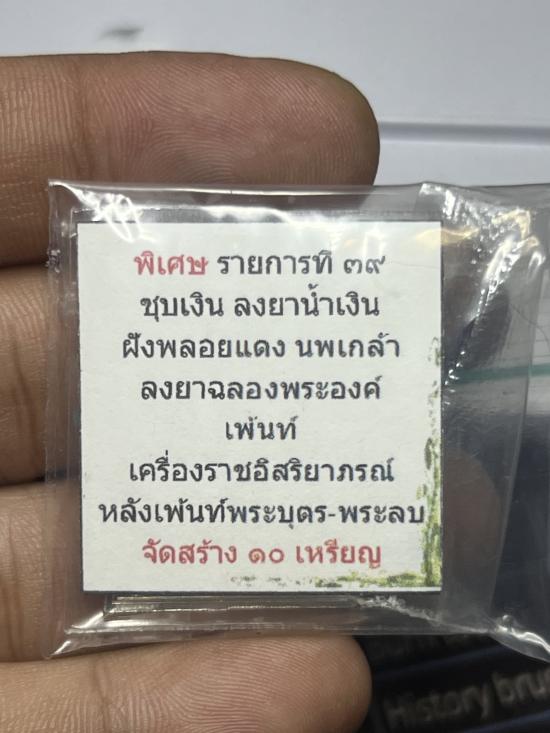 พิเศษ รายการที่ ๓๙
ชุบเงิน ลงยาน้ำเงิน
ฝังพลอยแดง นพเกล้า
ลงยาฉลองพระองค์
เพ้นท์
เครื่องราชอิสริยาภรณ์
หลังเพ้นท์พระบุตร-พระลบ
จัดสร้าง ๑๐ เหรียญ
History